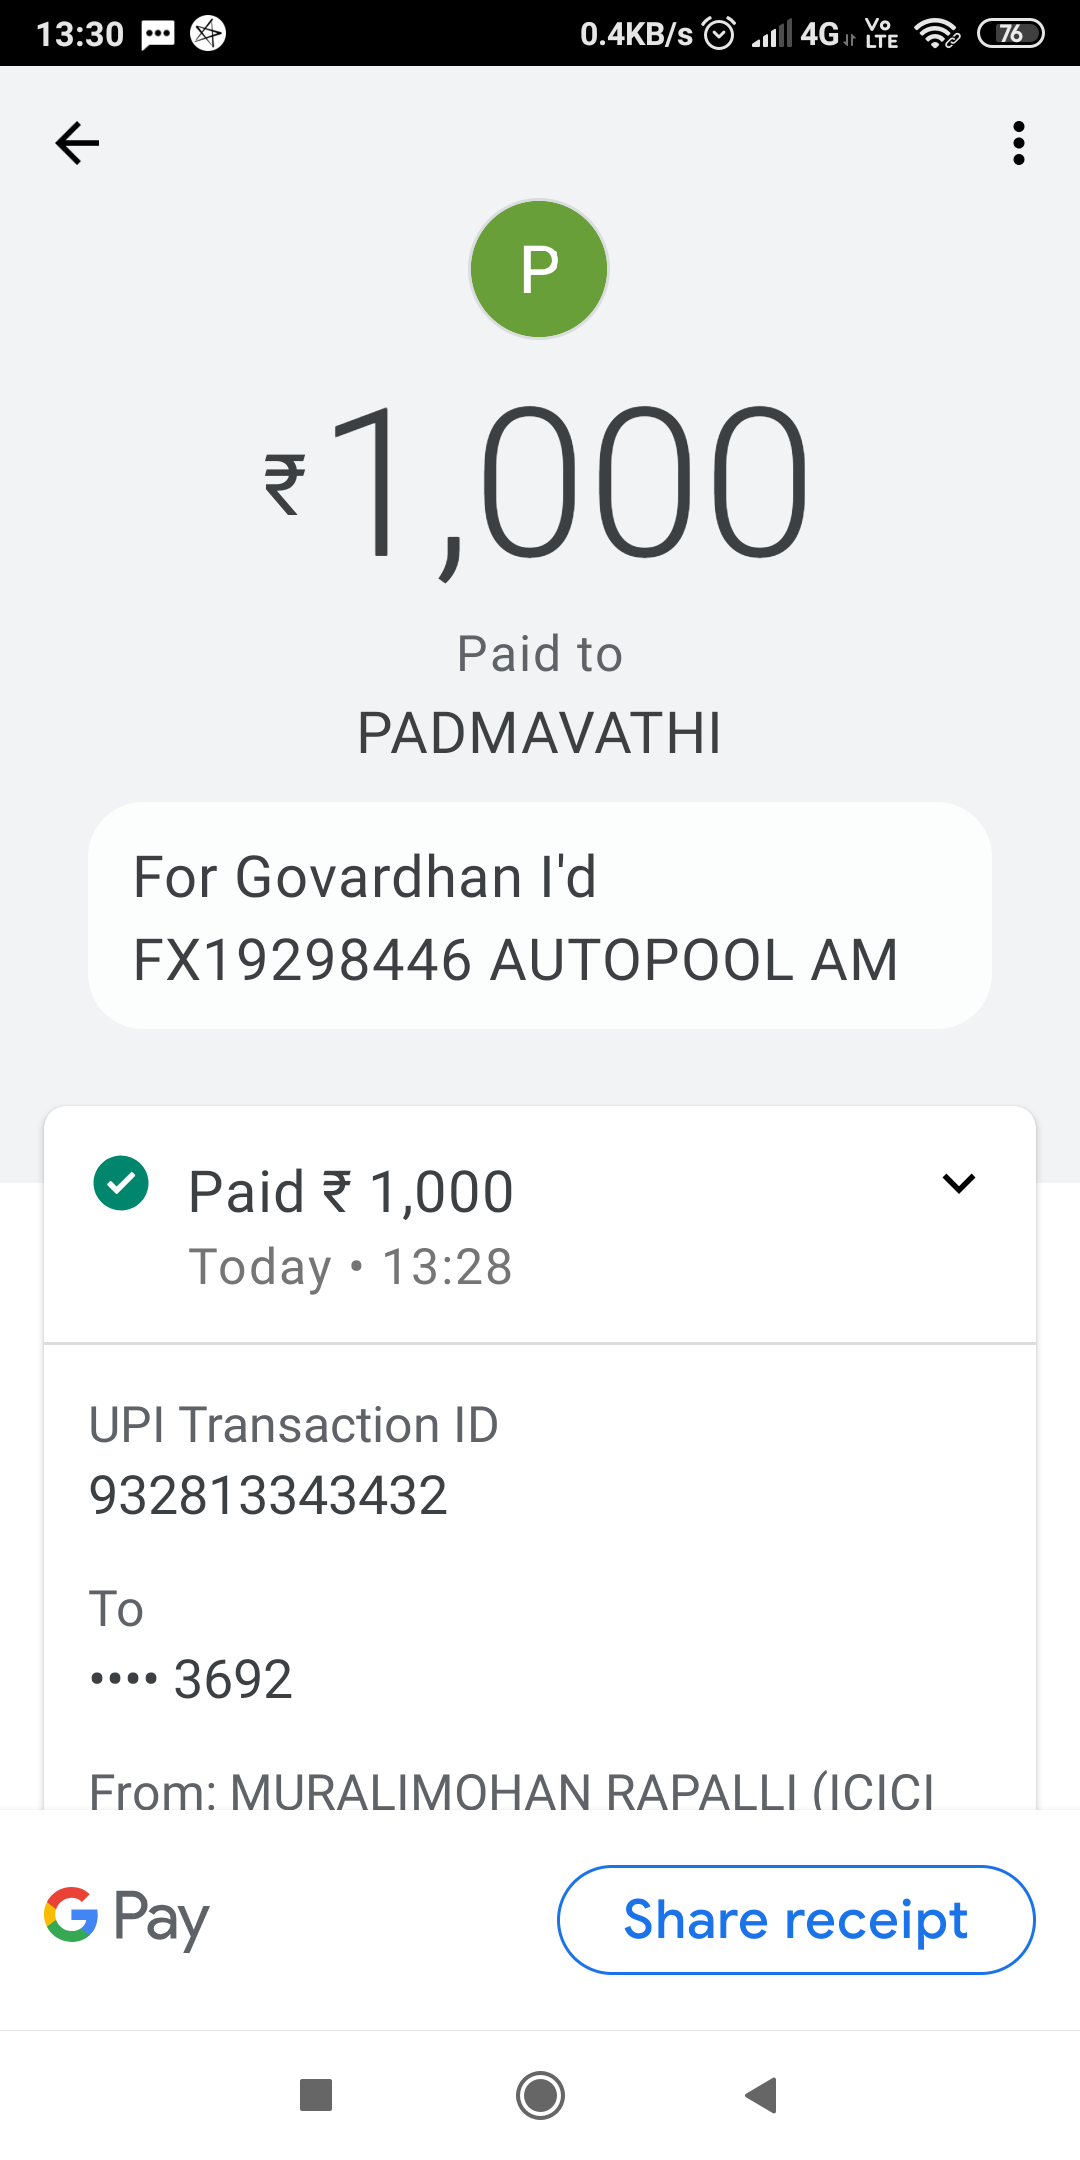 13:30 0.4KB/s 4G Vo LTE 76
P
₹1,000
Paid to
PADMAVATHI
For Govardhan I'd
FX19298446 AUTOPOOL AM
Paid ₹ 1,000
Today • 13:28
UPI Transaction ID
932813343432
To
•••• 3692
From: MURALIMOHAN RAPALLI (ICICI
G Pay Share receipt